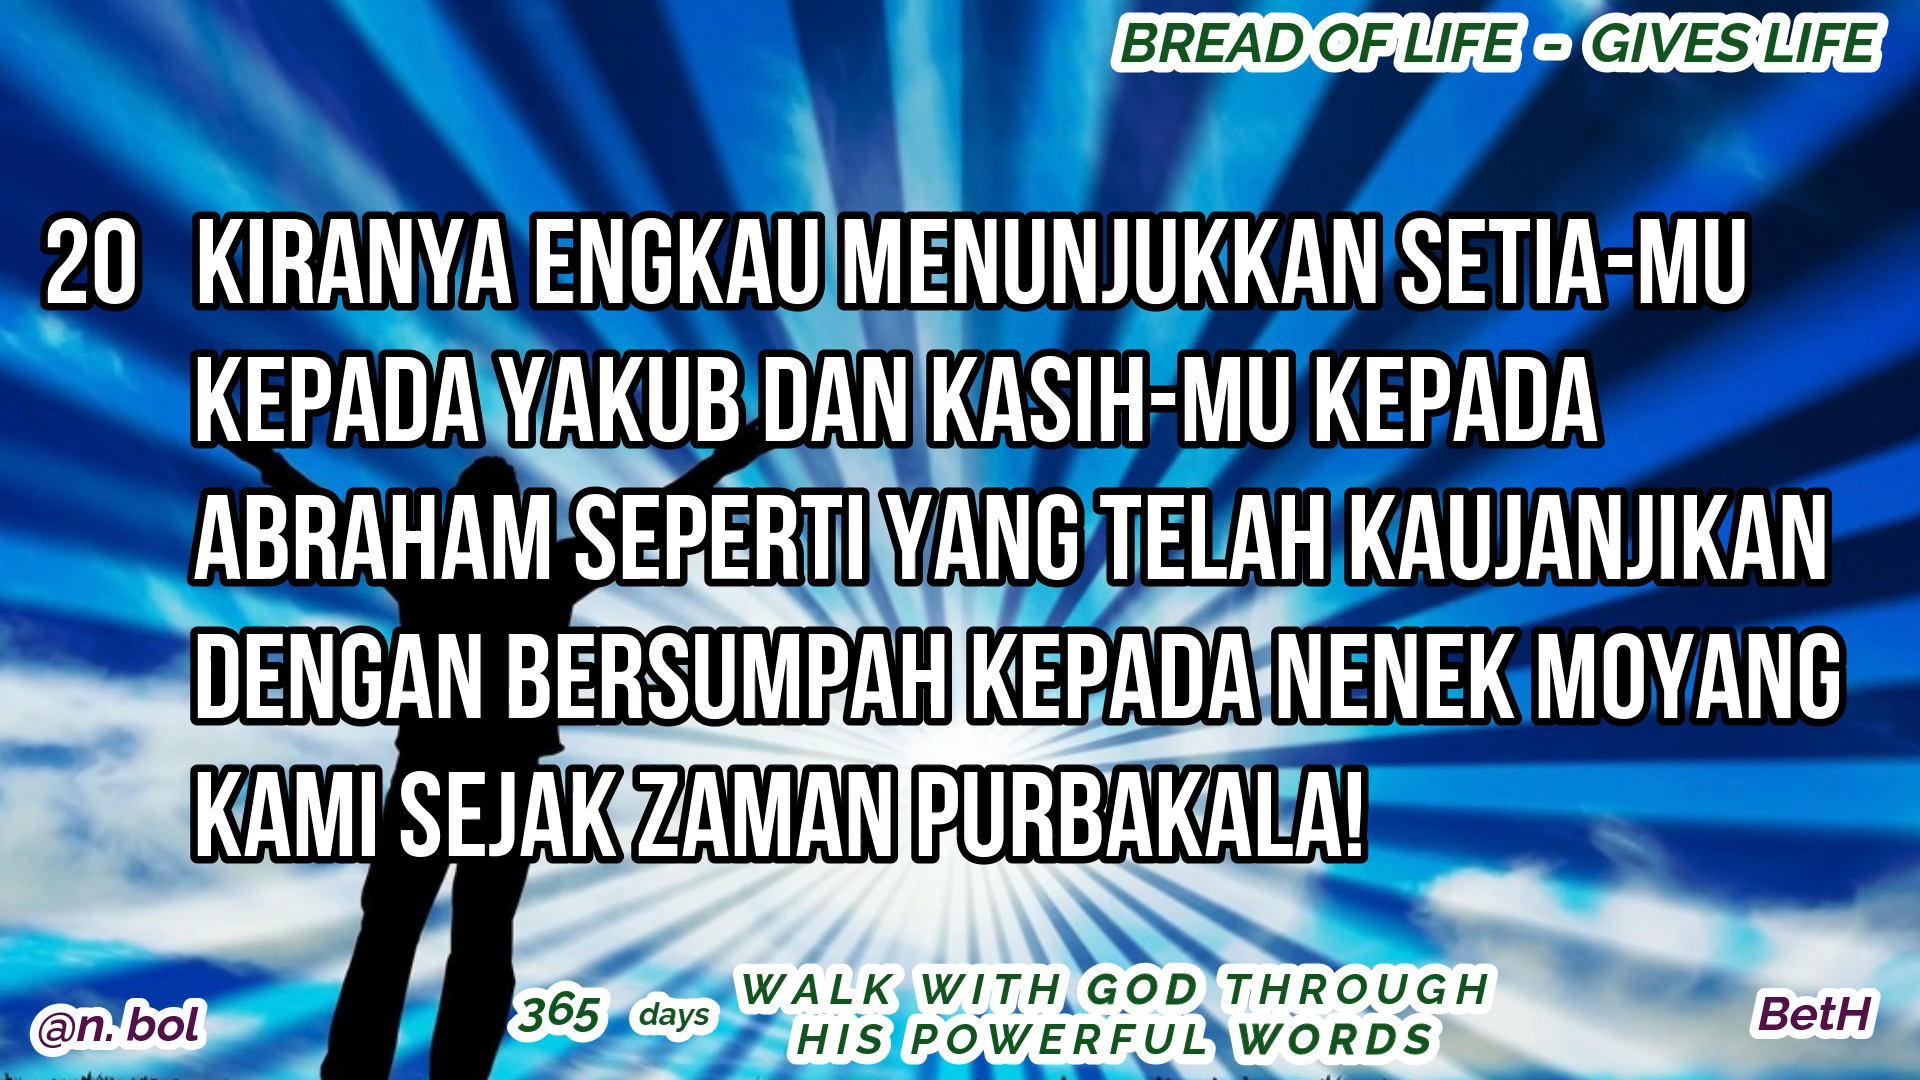 BREAD OF LIFE - GIVES LIFE
20 KIRANYA ENGKAU MENUNJUKKAN SETIA-MU
KEPADA YAKUB DAN KASIH-MU KEPADA
ABRAHAM SEPERTI YANG TELAH KAUJANJIKAN
DENGAN BERSUMPAH KEPADA NENEK MOYANG
KAMI SEJAK ZAMAN PURBAKALA!
@n. bol
365 days
WALK WITH GOD THROUGH
HIS POWERFUL WORDS
BetH